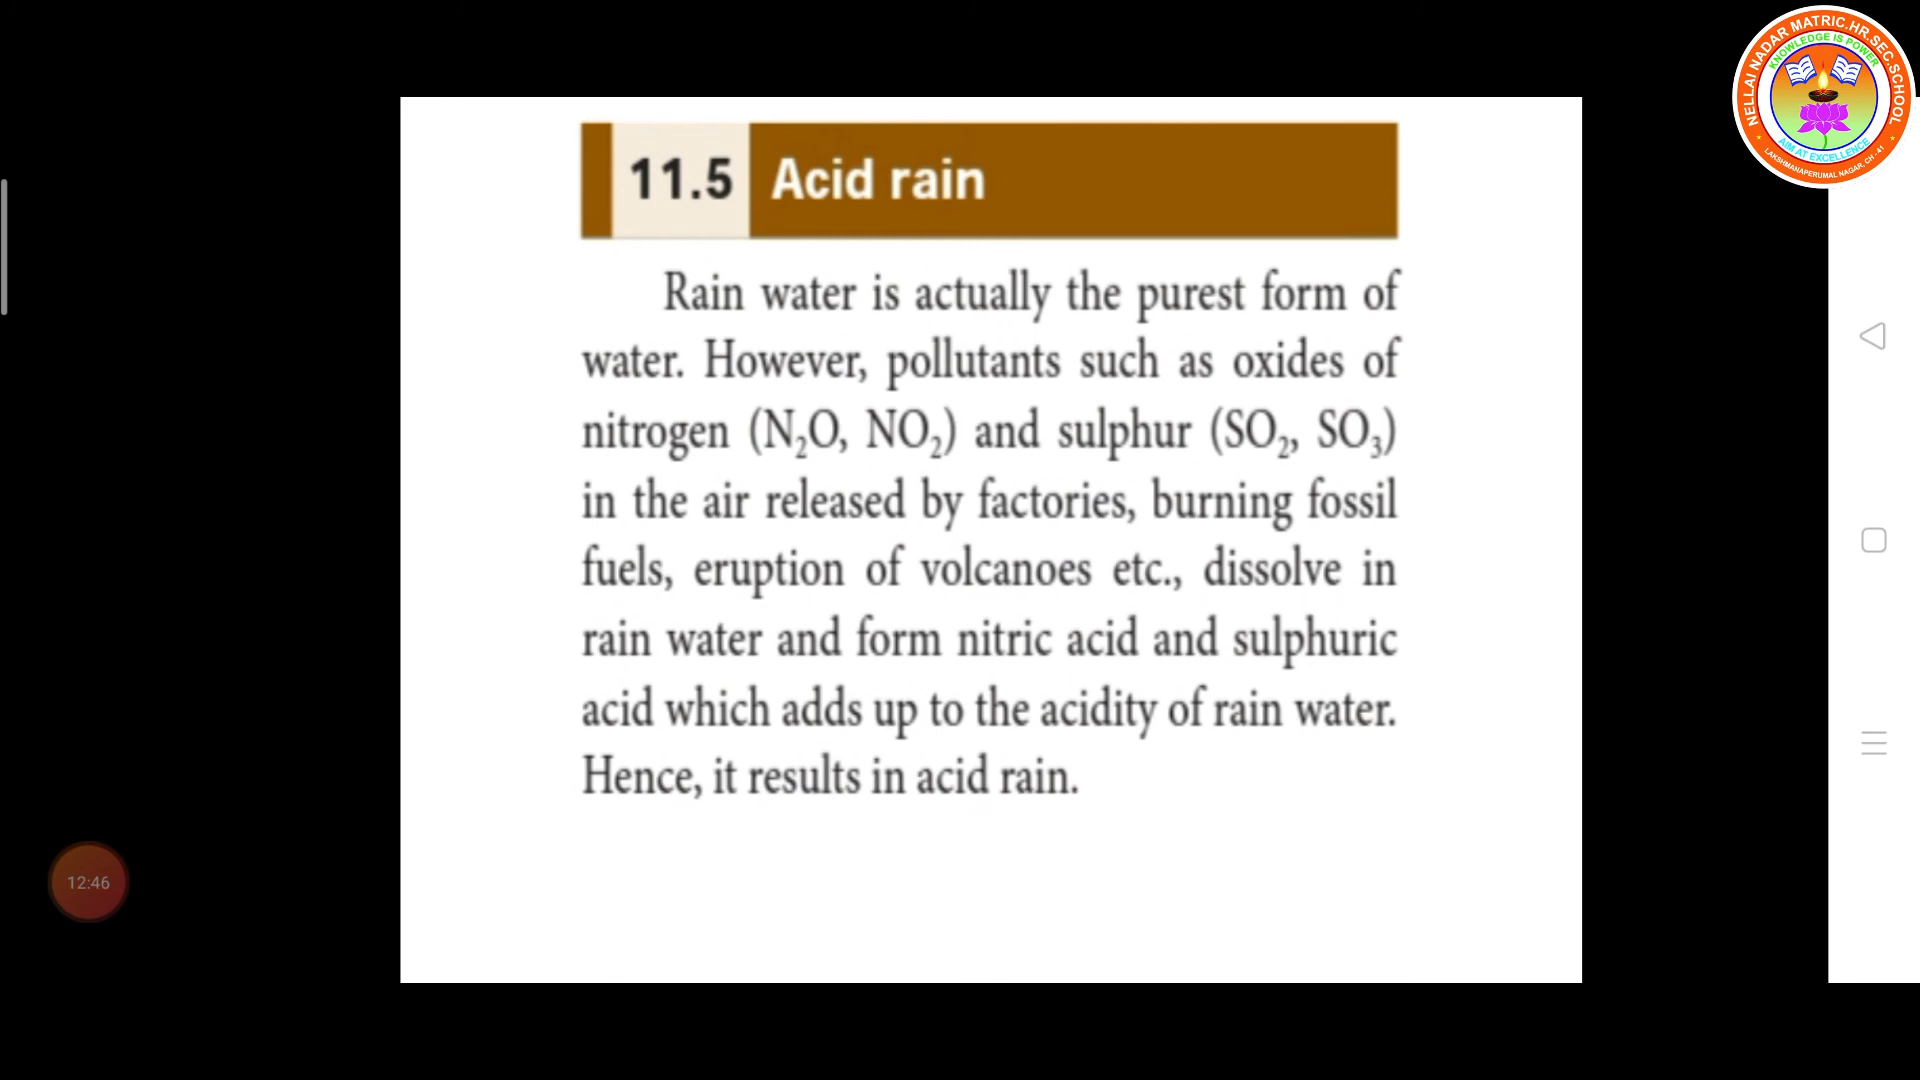 NELLAI NADAR MATRIC.HR.SEC.SCHOOL
KNOWLEDGE IS POWER
AIM AT EXCELLENCE
LAKSHMANAPERUMAL NAGAR, CH - 41
11.5 Acid rain
Rain water is actually the purest form of
water. However, pollutants such as oxides of
nitrogen (N₂O, NO₂) and sulphur (SO₂, SO₃)
in the air released by factories, burning fossil
fuels, eruption of volcanoes etc., dissolve in
rain water and form nitric acid and sulphuric
acid which adds up to the acidity of rain water.
Hence, it results in acid rain.
12:46